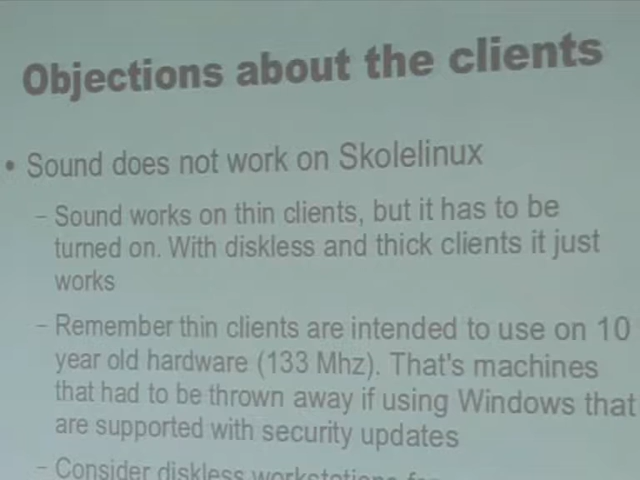 Objections about the clients
• Sound does not work on Skolelinux
– Sound works on thin clients, but it has to be
turned on. With diskless and thick clients it just
works
– Remember thin clients are intended to use on 10
year old hardware (133 Mhz). That's machines
that had to be thrown away if using Windows that
are supported with security updates
– Consider diskless workstations for